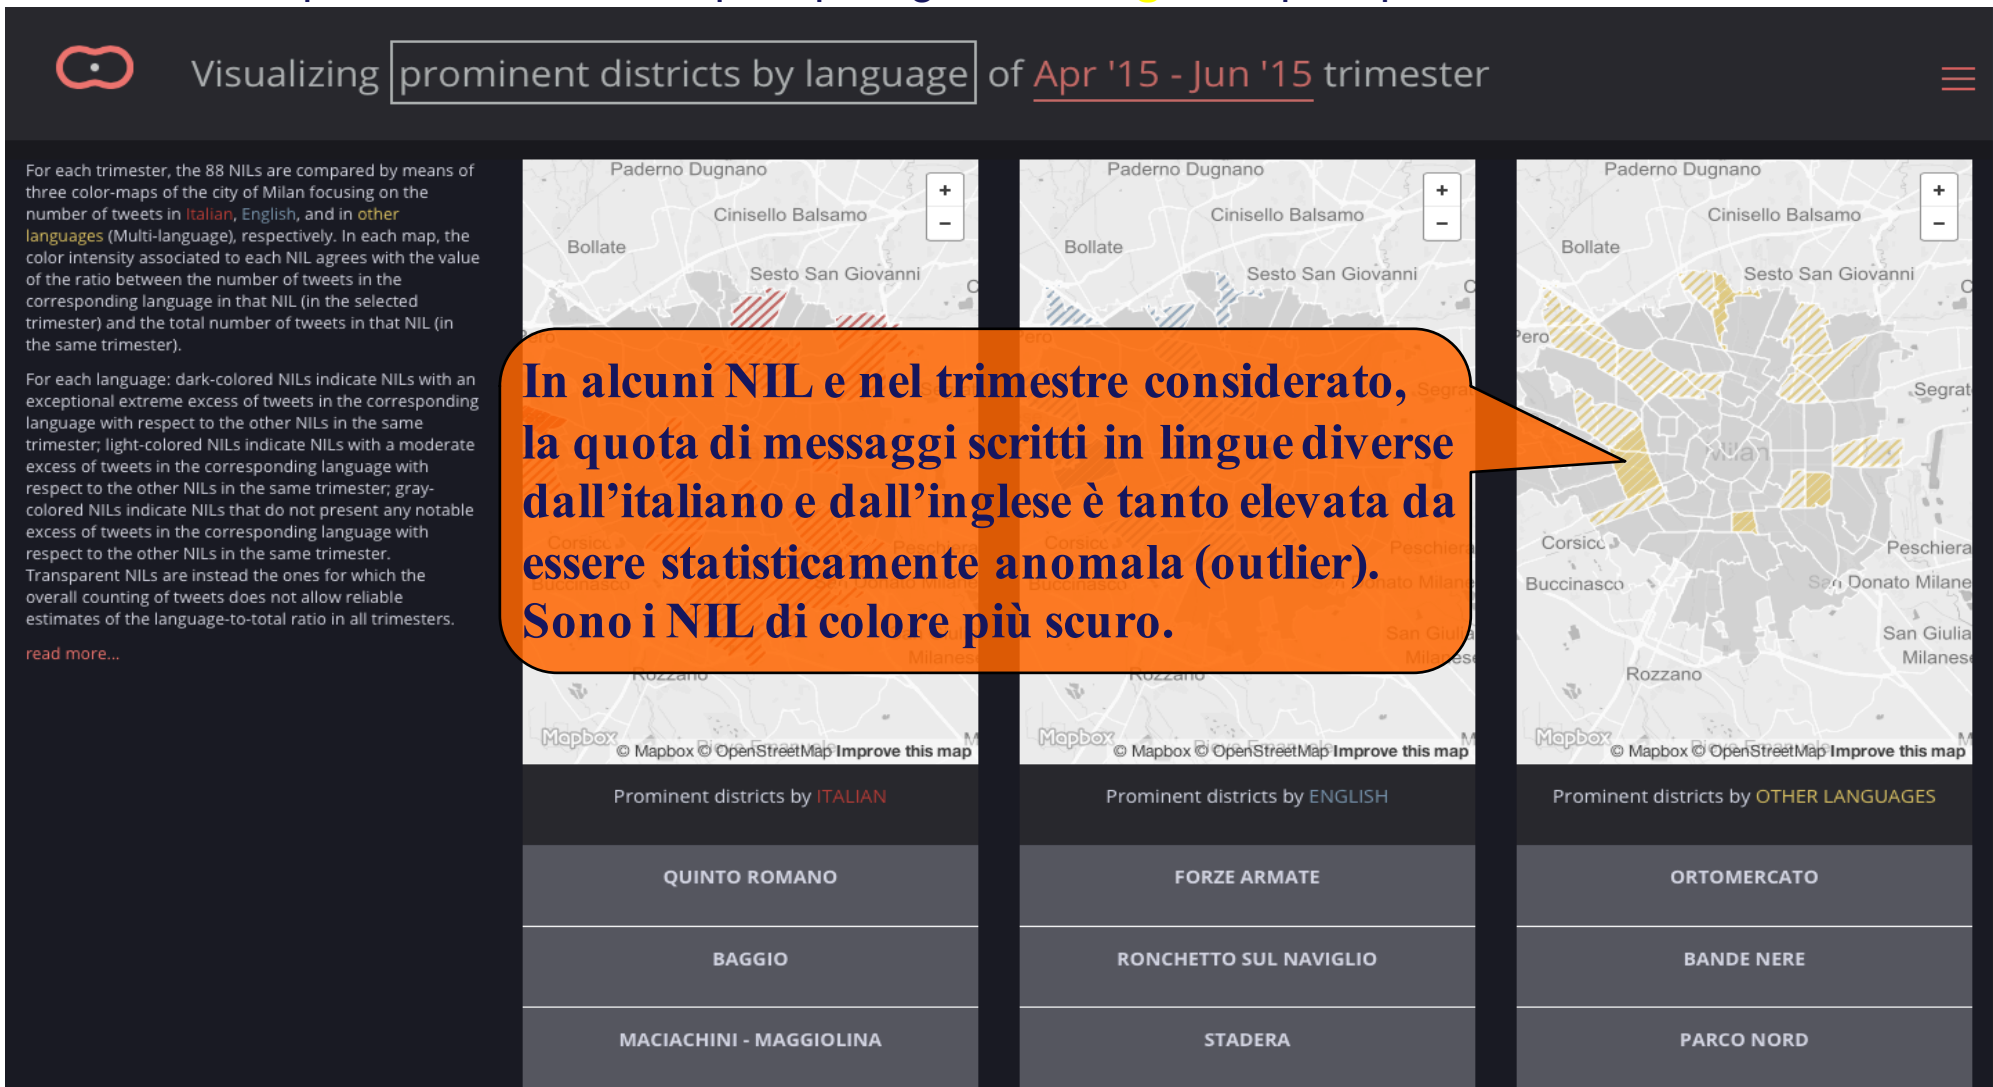 Visualizing prominent districts by language of Apr '15 - Jun '15 trimester
For each trimester, the 88 NILs are compared by means of
three color-maps of the city of Milan focusing on the
number of tweets in Italian, English, and in other
languages (Multi-language), respectively. In each map, the
color intensity associated to each NIL agrees with the value
of the ratio between the number of tweets in the
corresponding language in that NIL (in the selected
trimester) and the total number of tweets in that NIL (in
the same trimester).
For each language: dark-colored NILs indicate NILs with an
exceptional extreme excess of tweets in the corresponding
language with respect to the other NILs in the same
trimester; light-colored NILs indicate NILs with a moderate
excess of tweets in the corresponding language with
respect to the other NILs in the same trimester; gray-
colored NILs indicate NILs that do not present any notable
excess of tweets in the corresponding language with
respect to the other NILs in the same trimester.
Transparent NILs are instead the ones for which the
overall counting of tweets does not allow reliable
estimates of the language-to-total ratio in all trimesters.
read more...
In alcuni NIL e nel trimestre considerato,
la quota di messaggi scritti in lingue diverse
dall'italiano e dall'inglese è tanto elevata da
essere statisticamente anomala (outlier).
Sono i NIL di colore più scuro.
Paderno Dugnano
+
Cinisello Balsamo
−
Bollate
Sesto San Giovanni
Rozzano
Mapbox
© Mapbox © OpenStreetMap Improve this map
Prominent districts by ITALIAN
QUINTO ROMANO
BAGGIO
MACIACHINI - MAGGIOLINA
Paderno Dugnano
+
Cinisello Balsamo
−
Bollate
Sesto San Giovanni
Peschiera
Rozzano
Mapbox
© Mapbox © OpenStreetMap Improve this map
Prominent districts by ENGLISH
FORZE ARMATE
RONCHETTO SUL NAVIGLIO
STADERA
Paderno Dugnano
+
Cinisello Balsamo
−
Bollate
Sesto San Giovanni
Pero
Segrat
Milan
Corsico
Peschiera
Buccinasco
San Donato Milane
San Giulia
Milanes
Rozzano
Mapbox
© Mapbox © OpenStreetMap Improve this map
Prominent districts by OTHER LANGUAGES
ORTOMERCATO
BANDE NERE
PARCO NORD